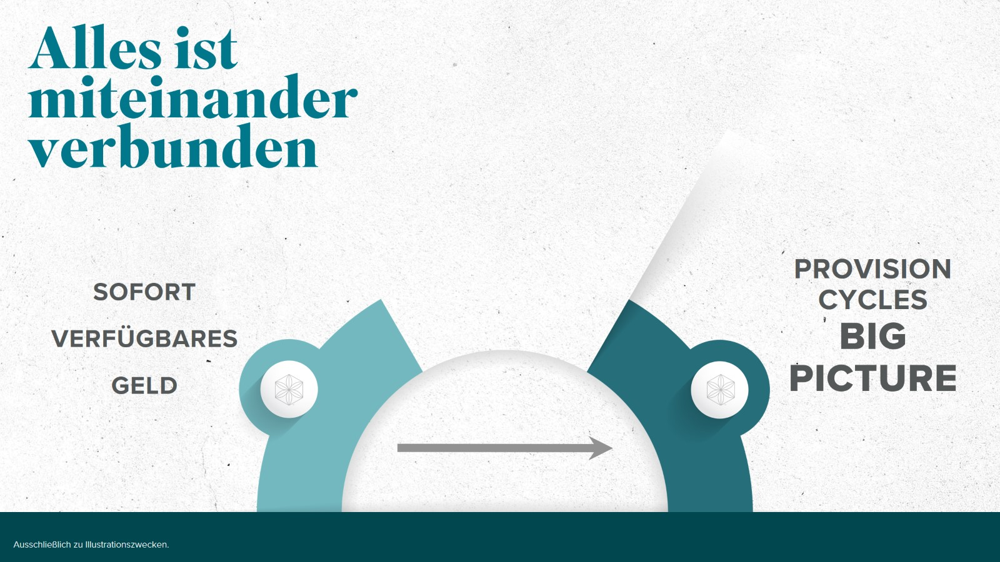 Alles ist
miteinander
verbunden
SOFORT
VERFÜGBARES
GELD
PROVISION
CYCLES
BIG
PICTURE
Ausschließlich zu Illustrationszwecken.